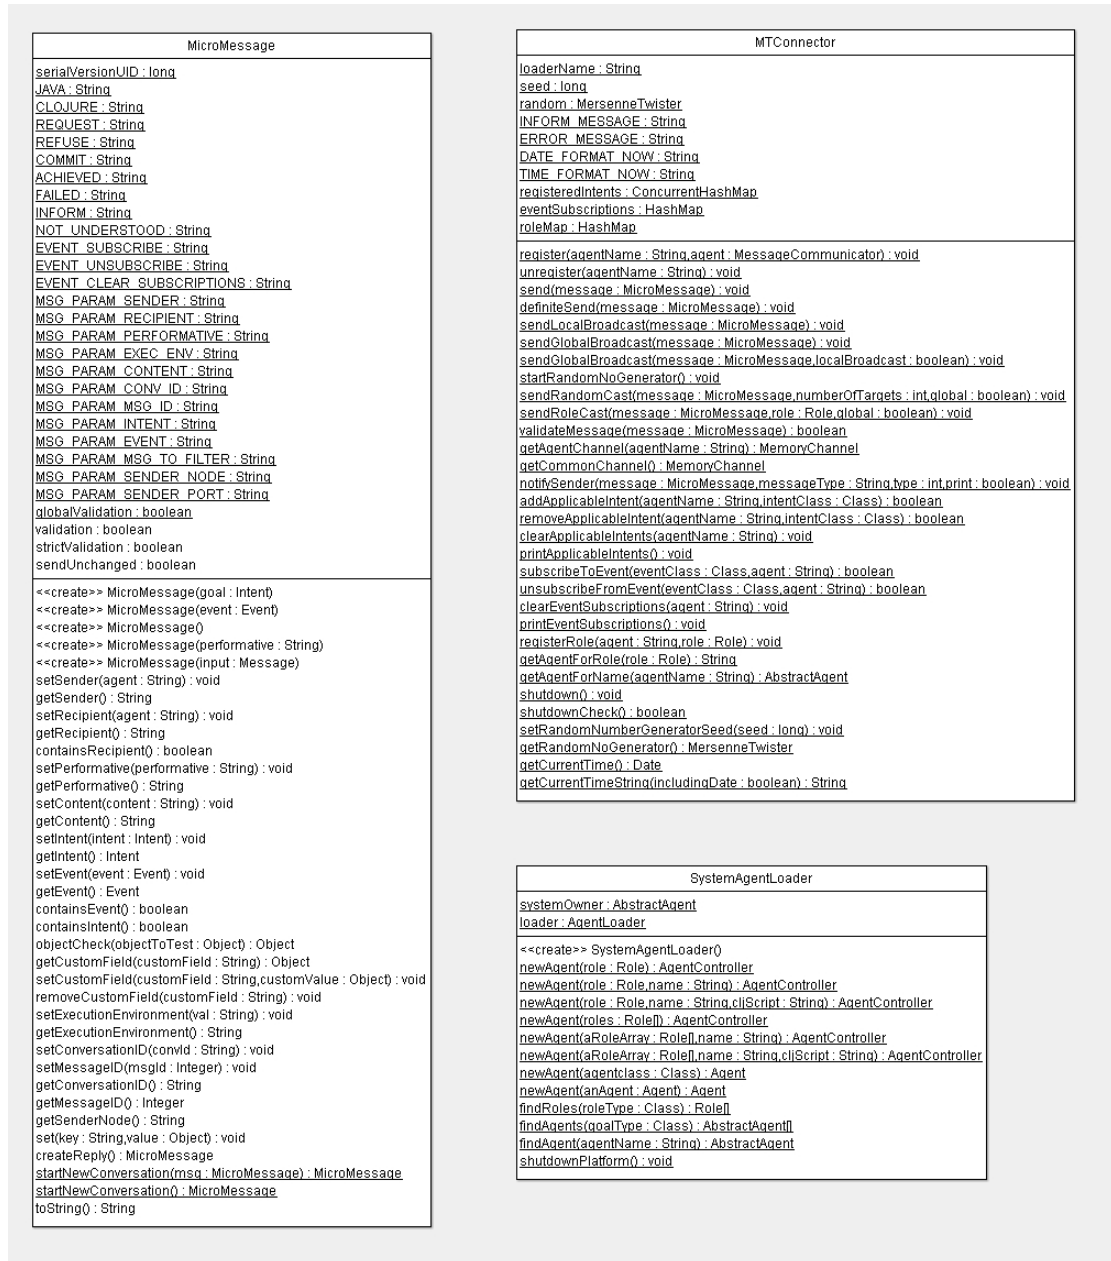 MicroMessage
serialVersionUID : long
JAVA : String
CLOJURE : String
REQUEST : String
REFUSE : String
COMMIT : String
ACHIEVED : String
FAILED : String
INFORM : String
NOT_UNDERSTOOD : String
EVENT_SUBSCRIBE : String
EVENT_UNSUBSCRIBE : String
EVENT_CLEAR_SUBSCRIPTIONS : String
MSG_PARAM_SENDER : String
MSG_PARAM_RECIPIENT : String
MSG_PARAM_PERFORMATIVE : String
MSG_PARAM_EXEC_ENV : String
MSG_PARAM_CONTENT : String
MSG_PARAM_CONV_ID : String
MSG_PARAM_MSG_ID : String
MSG_PARAM_INTENT : String
MSG_PARAM_EVENT : String
MSG_PARAM_MSG_TO_FILTER : String
MSG_PARAM_SENDER_NODE : String
MSG_PARAM_SENDER_PORT : String
globalValidation : boolean
validation : boolean
strictValidation : boolean
sendUnchanged : boolean
<<create>> MicroMessage(goal : Intent)
<<create>> MicroMessage(event : Event)
<<create>> MicroMessage()
<<create>> MicroMessage(performative : String)
<<create>> MicroMessage(input : Message)
setSender(agent : String) : void
getSender() : String
setRecipient(agent : String) : void
getRecipient() : String
containsRecipient() : boolean
setPerformative(performative : String) : void
getPerformative() : String
setContent(content : String) : void
getContent() : String
setIntent(intent : Intent) : void
getIntent() : Intent
setEvent(event : Event) : void
getEvent() : Event
containsEvent() : boolean
containsIntent() : boolean
objectCheck(objectToTest : Object) : Object
getCustomField(customField : String) : Object
setCustomField(customField : String,customValue : Object) : void
removeCustomField(customField : String) : void
setExecutionEnvironment(val : String) : void
getExecutionEnvironment() : String
setConversationID(convId : String) : void
setMessageID(msgId : Integer) : void
getConversationID() : String
getMessageID() : Integer
getSenderNode() : String
set(key : String,value : Object) : void
createReply() : MicroMessage
startNewConversation(msg : MicroMessage) : MicroMessage
startNewConversation() : MicroMessage
toString() : String
MTConnector
loaderName : String
seed : long
random : MersenneTwister
INFORM_MESSAGE : String
ERROR_MESSAGE : String
DATE_FORMAT_NOW : String
TIME_FORMAT_NOW : String
registeredIntents : ConcurrentHashMap
eventSubscriptions : HashMap
roleMap : HashMap
register(agentName : String,agent : MessageCommunicator) : void
unregister(agentName : String) : void
send(message : MicroMessage) : void
definiteSend(message : MicroMessage) : void
sendLocalBroadcast(message : MicroMessage) : void
sendGlobalBroadcast(message : MicroMessage) : void
sendGlobalBroadcast(message : MicroMessage,localBroadcast : boolean) : void
startRandomNoGenerator() : void
sendRandomCast(message : MicroMessage,numberOfTargets : int,global : boolean) : void
sendRoleCast(message : MicroMessage,role : Role,global : boolean) : void
validateMessage(message : MicroMessage) : boolean
getAgentChannel(agentName : String) : MemoryChannel
getCommonChannel() : MemoryChannel
notifySender(message : MicroMessage,messageType : String,type : int,print : boolean) : void
addApplicableIntent(agentName : String,intentClass : Class) : boolean
removeApplicableIntent(agentName : String,intentClass : Class) : boolean
clearApplicableIntents(agentName : String) : void
printApplicableIntents() : void
subscribeToEvent(eventClass : Class,agent : String) : boolean
unsubscribeFromEvent(eventClass : Class,agent : String) : boolean
clearEventSubscriptions(agent : String) : void
printEventSubscriptions() : void
registerRole(agent : String,role : Role) : void
getAgentForRole(role : Role) : String
getAgentForName(agentName : String) : AbstractAgent
shutdown() : void
shutdownCheck() : boolean
setRandomNumberGeneratorSeed(seed : long) : void
getRandomNoGenerator() : MersenneTwister
getCurrentTime() : Date
getCurrentTimeString(includingDate : boolean) : String
SystemAgentLoader
systemOwner : AbstractAgent
loader : AgentLoader
<<create>> SystemAgentLoader()
newAgent(role : Role) : AgentController
newAgent(role : Role,name : String) : AgentController
newAgent(role : Role,name : String,cljScript : String) : AgentController
newAgent(roles : Role[]) : AgentController
newAgent(aRoleArray : Role[],name : String) : AgentController
newAgent(aRoleArray : Role[],name : String,cljScript : String) : AgentController
newAgent(agentclass : Class) : Agent
newAgent(anAgent : Agent) : Agent
findRoles(roleType : Class) : Role[]
findAgents(goalType : Class) : AbstractAgent[]
findAgent(agentName : String) : AbstractAgent
shutdownPlatform() : void